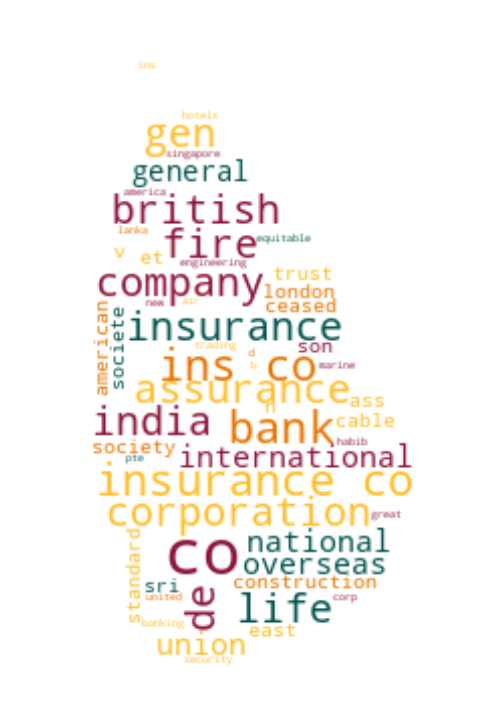 ins
hotels
gen
singapore
general
america
british
lanka
fire equitable
v et engineering
company trust
london
new air ceased
american societe insurance
trading son
ins co d marine
b
assurance ass
n
india bank cable
society habib
pte international
insurance co
corporation great
co national
overseas
standard sri construction
united de life corp
banking east
union
security